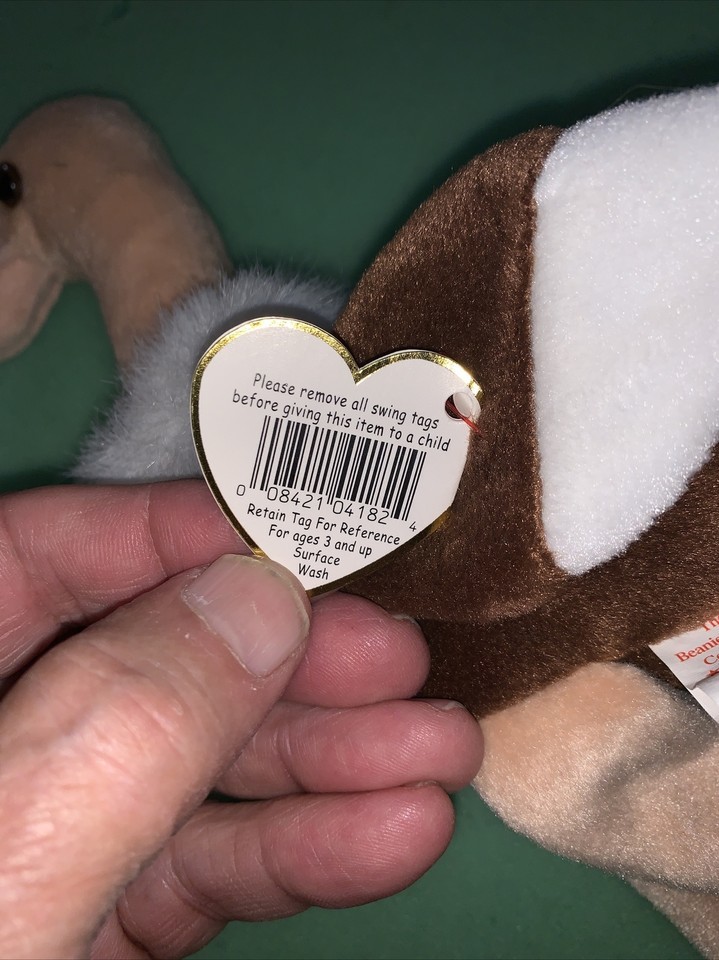 Please remove all swing tags
before giving this item to a child
0 08421 04182 4
Retain Tag For Reference
For ages 3 and up
Surface
Wash